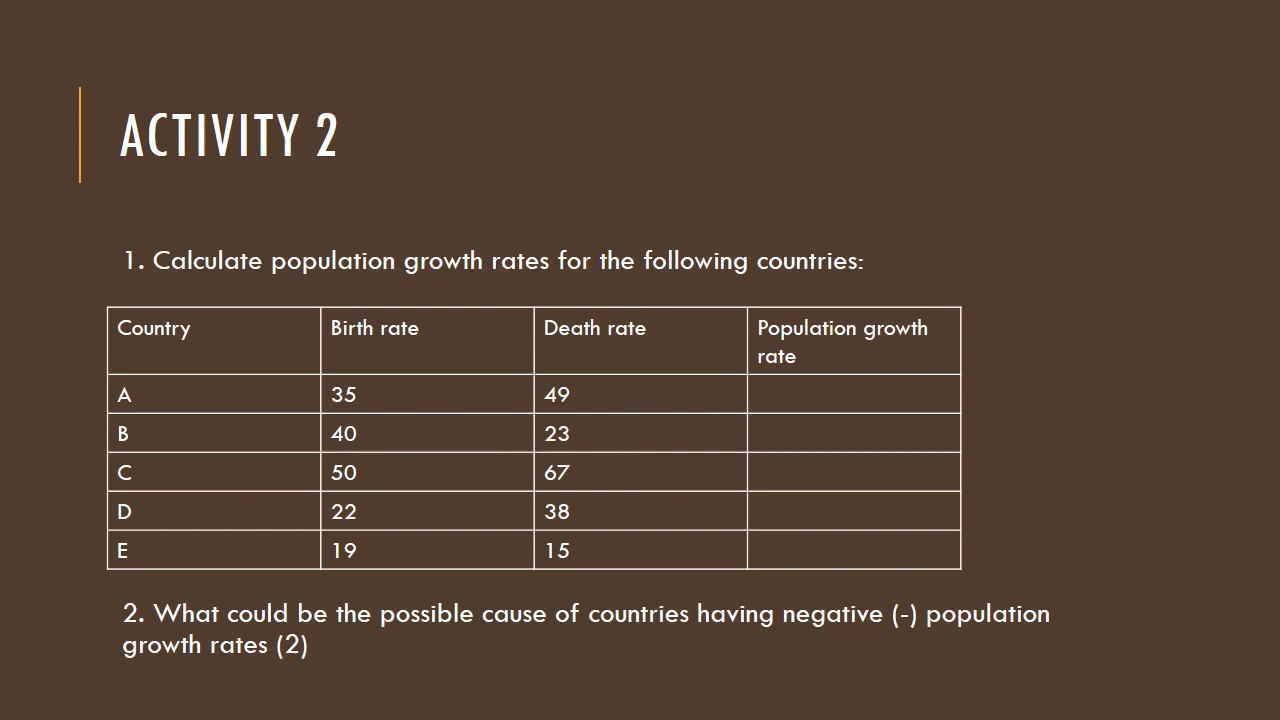 ACTIVITY 2
1. Calculate population growth rates for the following countries:
Country Birth rate Death rate Population growth
rate
A 35 49
B 40 23
C 50 67
D 22 38
E 19 15
2. What could be the possible cause of countries having negative (-) population
growth rates (2)